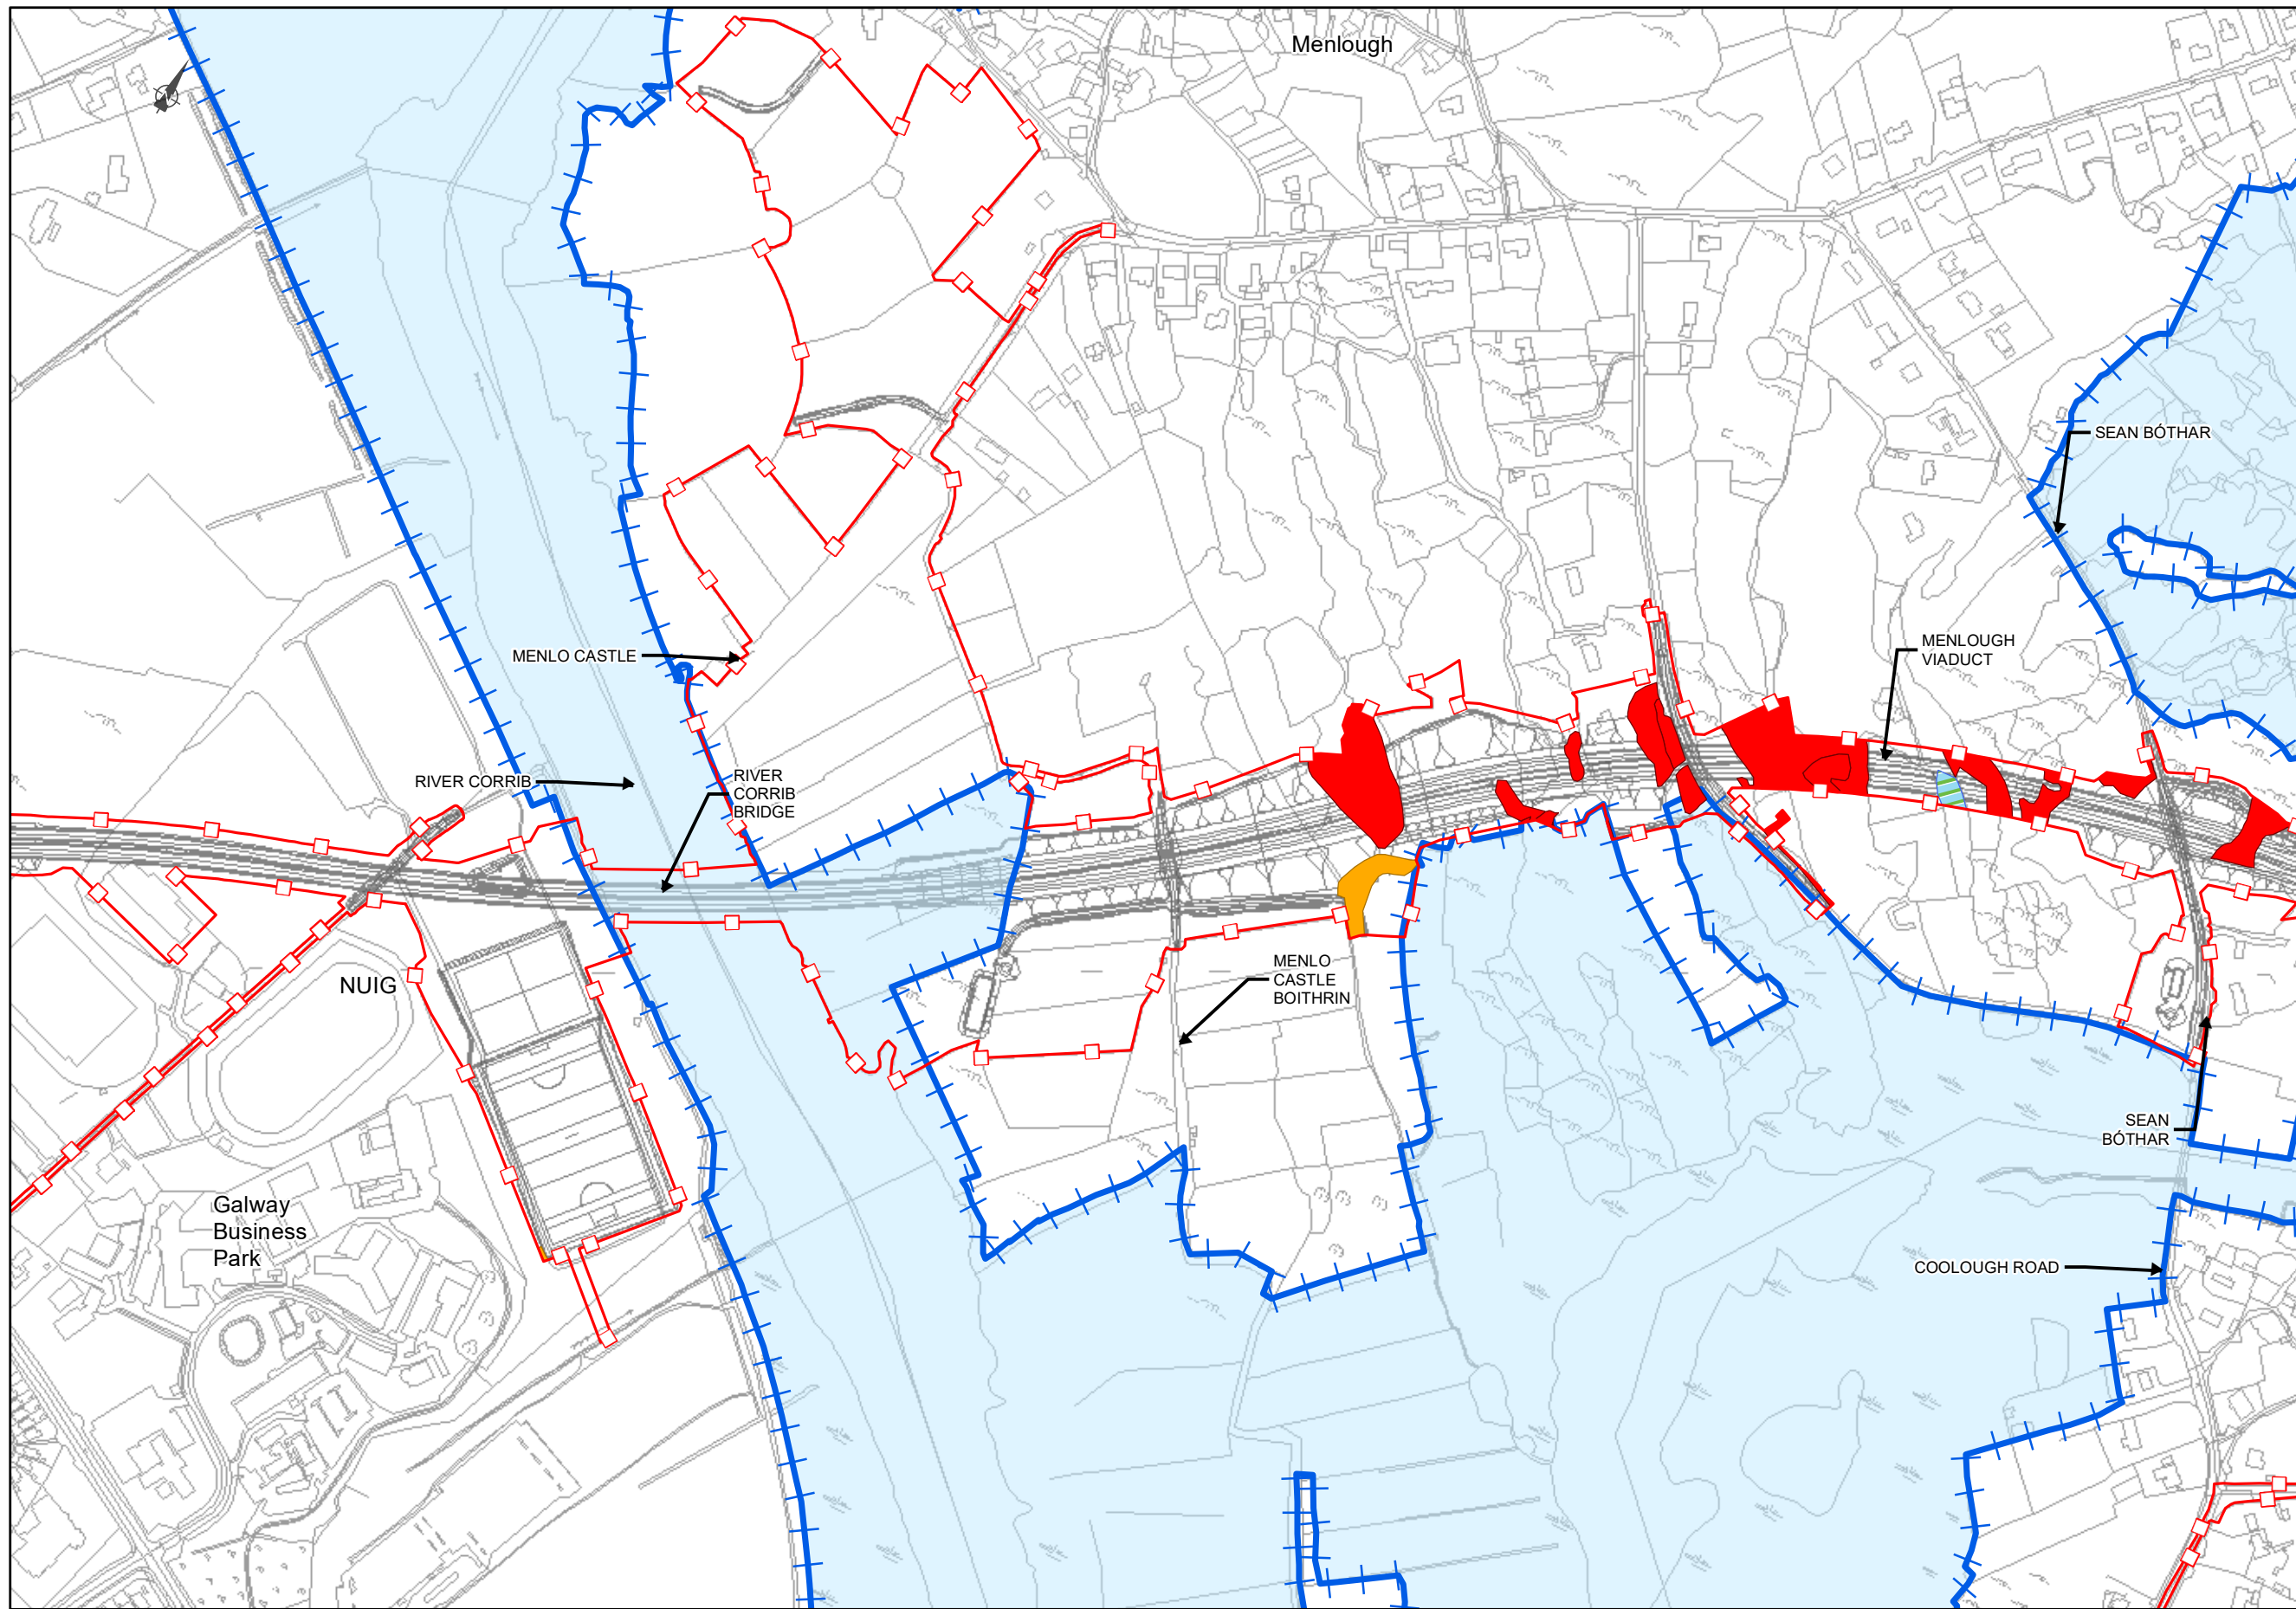 Menlough
SEAN BÓTHAR
MENLO CASTLE
MENLOUGH
VIADUCT
RIVER CORRIB
RIVER
CORRIB
BRIDGE
NUIG
MENLO
CASTLE
BOITHRIN
SEAN
BÓTHAR
Galway
Business
Park
COOLOUGH ROAD